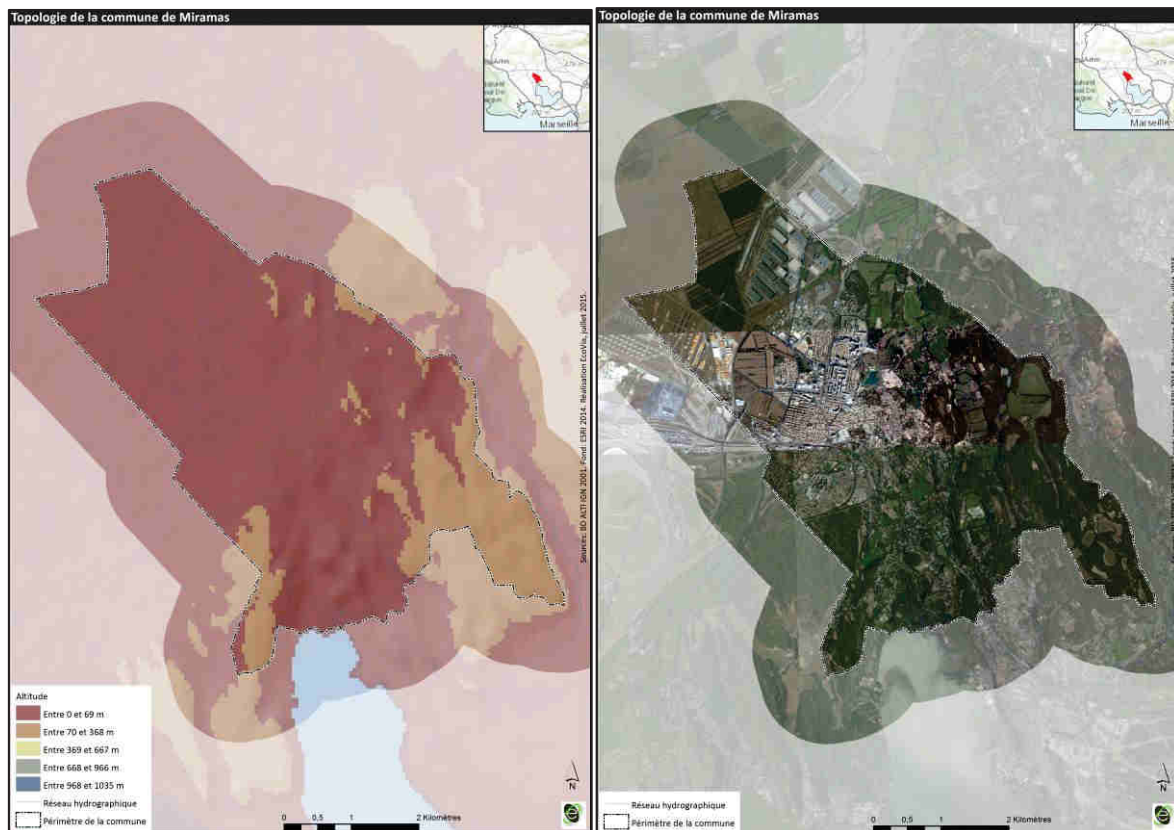 Topologie de la commune de Miramas
479 m
Marseille
Sources: BD ALTI IGN 2001. Fond: ESRI 2014. Réalisation EcoVia, juillet 2015.
Altitude
Entre 0 et 69 m
Entre 70 et 368 m
Entre 369 et 667 m
Entre 668 et 966 m
Entre 968 et 1035 m
Réseau hydrographique
Périmètre de la commune
N
0 0,5 1 2 Kilomètres
Topologie de la commune de Miramas
479 m
Marseille
Réseau hydrographique
Périmètre de la commune
N
0 0,5 1 2 Kilomètres